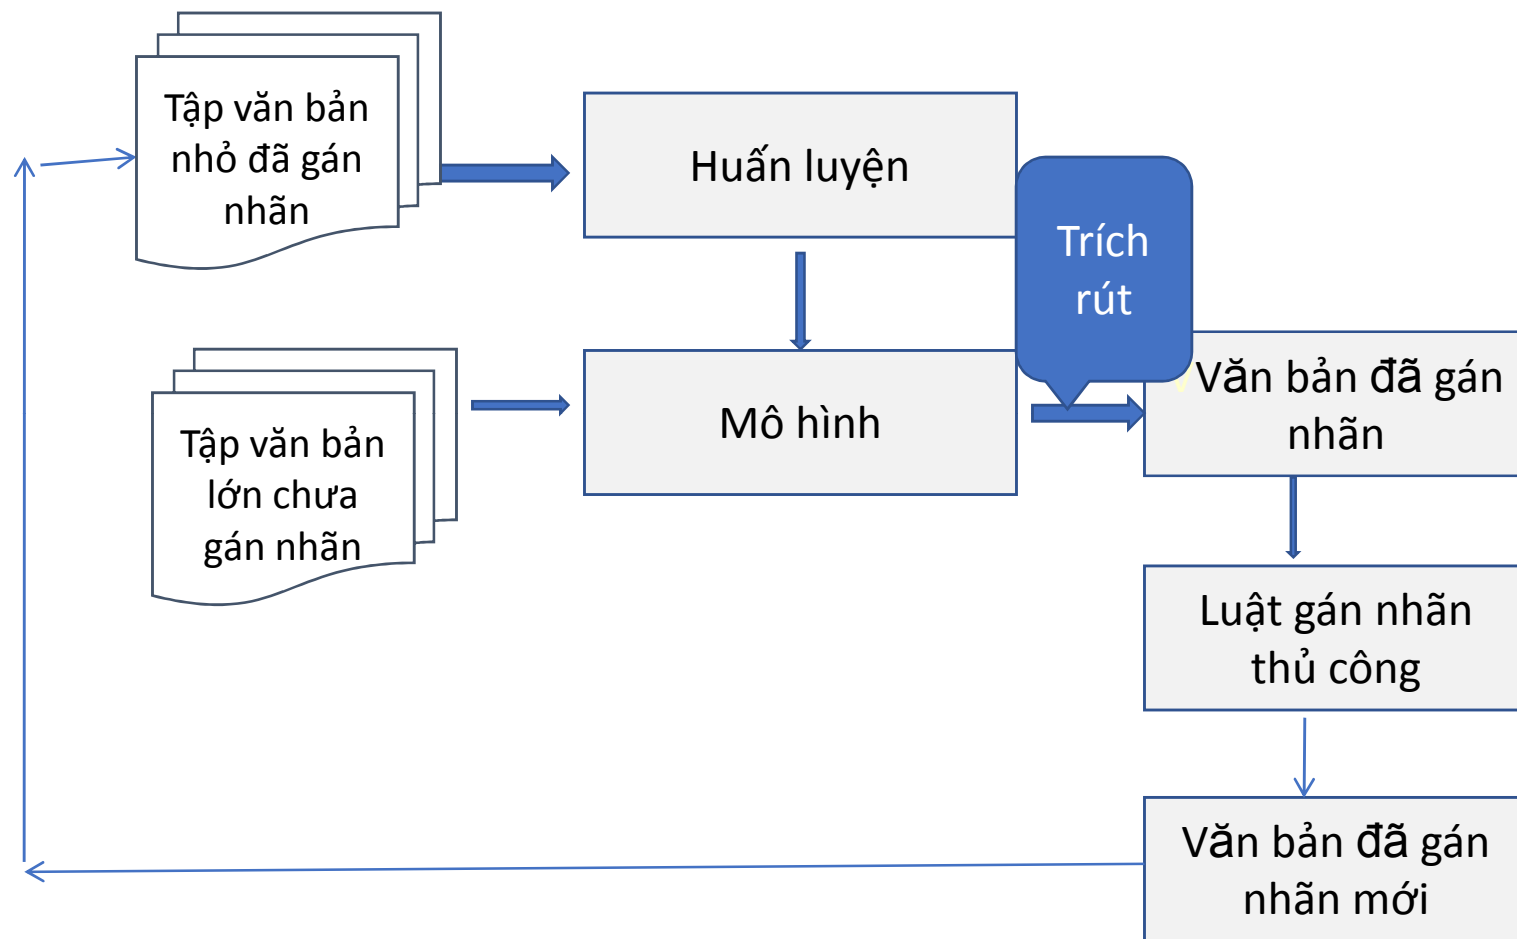 Tập văn bản
nhỏ đã gán
nhãn
Huấn luyện
Trích
rút
Tập văn bản
lớn chưa
gán nhãn
Mô hình
Văn bản đã gán
nhãn
Luật gán nhãn
thủ công
Văn bản đã gán
nhãn mới